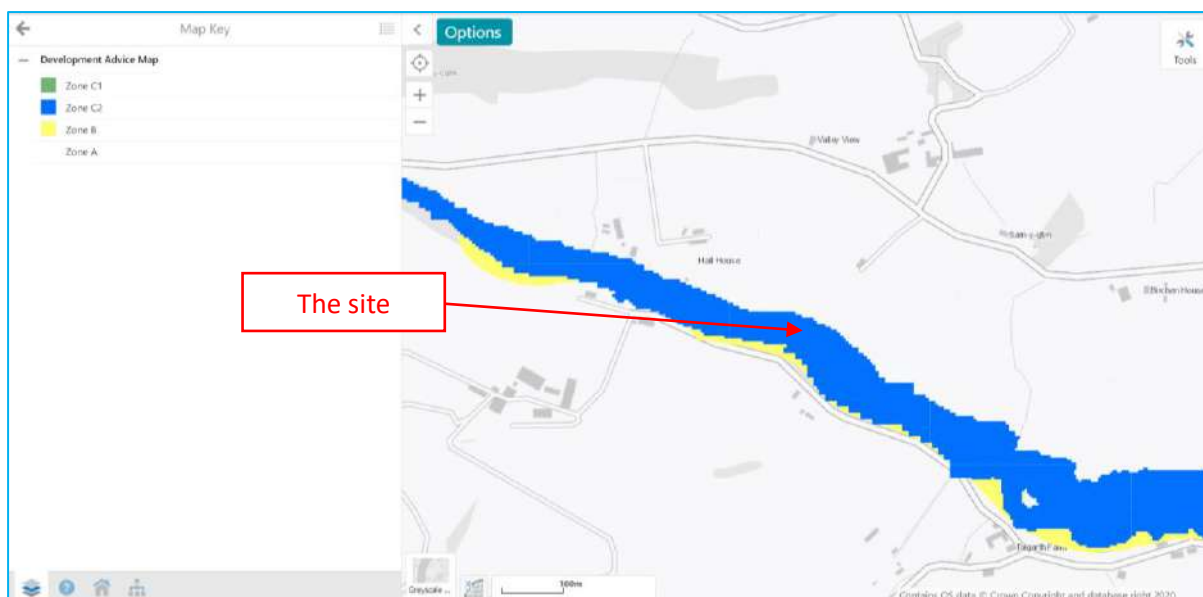 Map Key
Development Advice Map
Zone C1
Zone C2
Zone B
Zone A
Options
Tools
Valley View
Hall House
The site
100m
Greyscale ...
Contains OS data © Crown Copyright and database right 2020